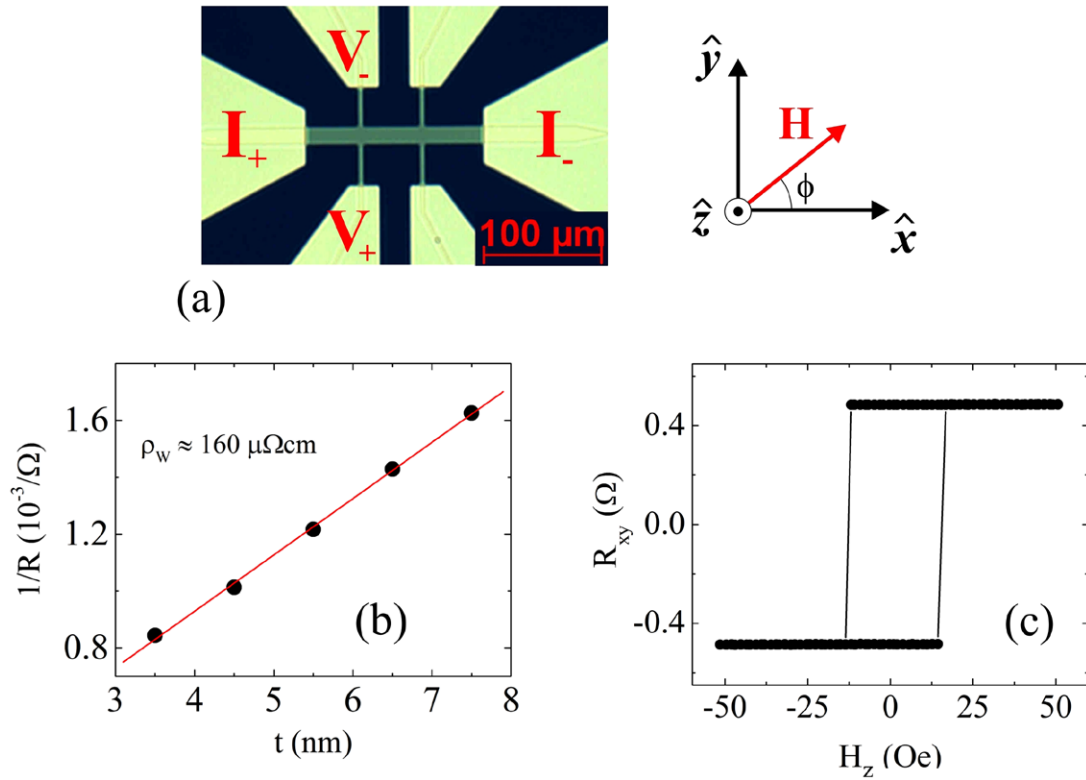 V-
I+
I-
V+
100 µm
ŷ
H
ϕ
ẑ
x̂
(a)
1/R (10⁻³/Ω)
1.6
1.2
0.8
ρW ≈ 160 µΩcm
(b)
3 4 5 6 7 8
t (nm)
Rxy (Ω)
0.4
0.0
-0.4
(c)
-50 -25 0 25 50
Hz (Oe)